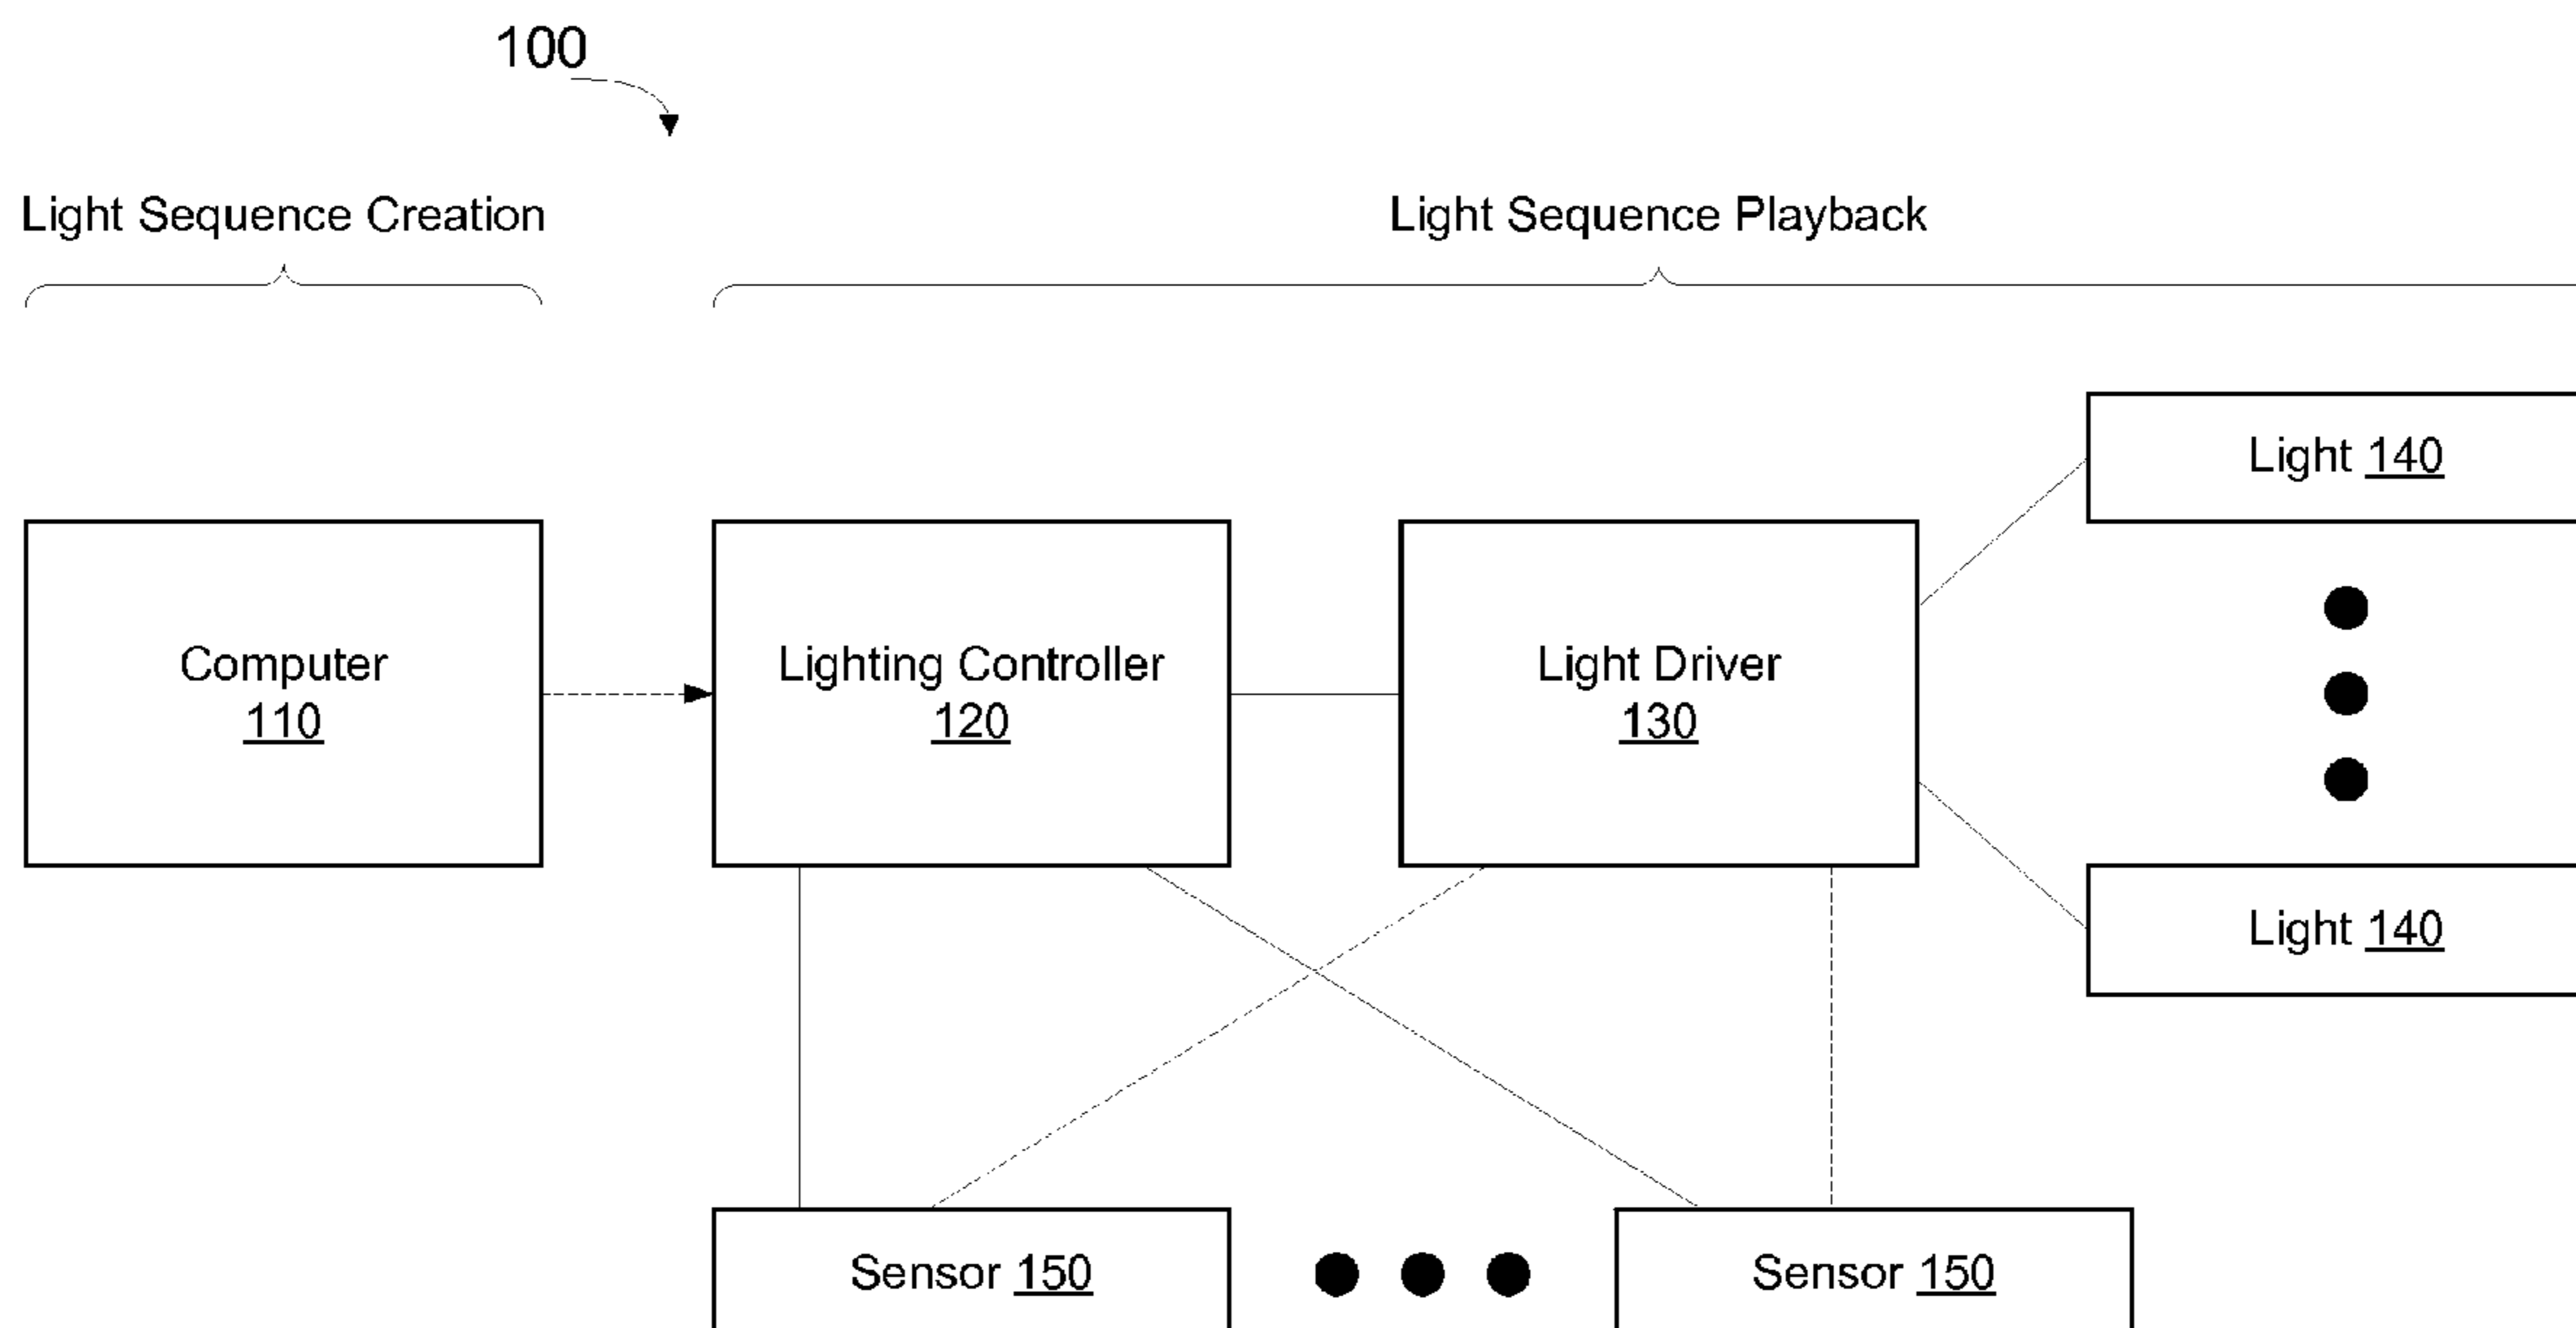 100
Light Sequence Creation
Light Sequence Playback
Light 140
Computer
110
Lighting Controller
120
Light Driver
130
Light 140
Sensor 150
Sensor 150